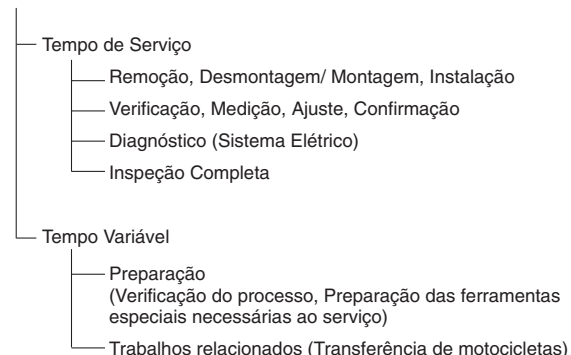 Tempo de Serviço
Remoção, Desmontagem/ Montagem, Instalação
Verificação, Medição, Ajuste, Confirmação
Diagnóstico (Sistema Elétrico)
Inspeção Completa
Tempo Variável
Preparação
(Verificação do processo, Preparação das ferramentas
especiais necessárias ao serviço)
Trabalhos relacionados (Transferência de motocicletas)